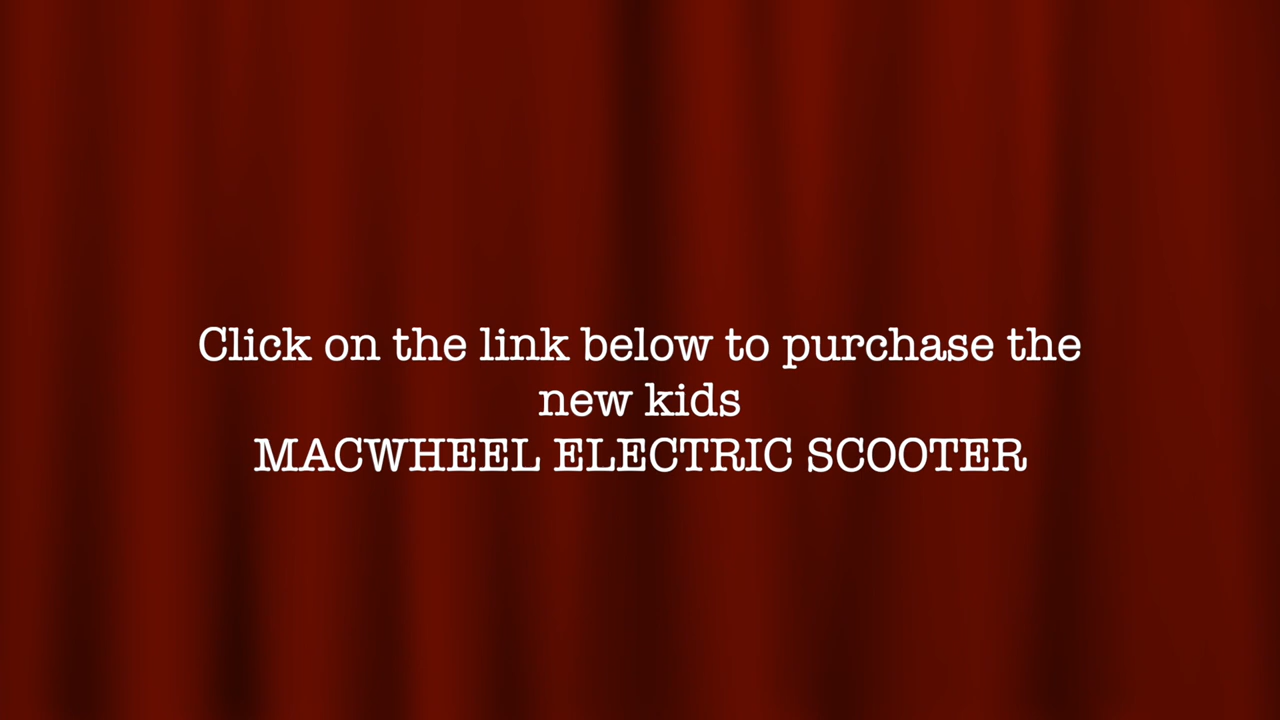 Click on the link below to purchase the
new kids
MACWHEEL ELECTRIC SCOOTER